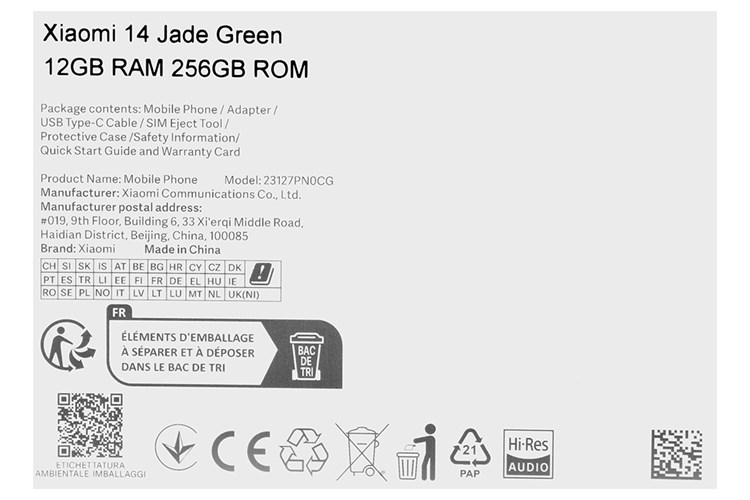 Xiaomi 14 Jade Green
12GB RAM 256GB ROM
Package contents: Mobile Phone / Adapter /
USB Type-C Cable / SIM Eject Tool /
Protective Case /Safety Information/
Quick Start Guide and Warranty Card
Product Name: Mobile Phone Model: 23127PN0CG
Manufacturer: Xiaomi Communications Co., Ltd.
Manufacturer postal address:
#019, 9th Floor, Building 6, 33 Xi'erqi Middle Road,
Haidian District, Beijing, China, 100085
Brand: Xiaomi Made in China
CH SI SK IS AT BE BG HR CY CZ DK
PT ES TR LI EE FI FR DE EL HU IE
RO SE PL NO IT LV LT LU MT NL UK(NI)
FR
ÉLÉMENTS D'EMBALLAGE
À SÉPARER ET À DÉPOSER
DANS LE BAC DE TRI
BAC
DE
TRI
ETICHETTATURA
AMBIENTALE IMBALLAGGI
CE
21
PAP
Hi-Res
AUDIO